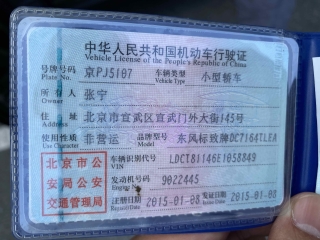 中华人民共和国机动车行驶证
Vehicle License of the People's Republic of China
号牌号码 京PJ5107 车辆类型 小型轿车
Plate No. Vehicle Type
所有人 张宁
Owner
住址 北京市宣武区宣武门外大街145号
Address
使用性质 非营运 品牌型号 东风标致牌DC7164TLEA
Use Character Model
北京市公 车辆识别代号 LDCT81146E1058849
VIN
安局公安 发动机号码 9022445
Engine No.
交通管理局 注册日期 2015-01-08 发证日期 2015-01-08
Register Date Issue Date